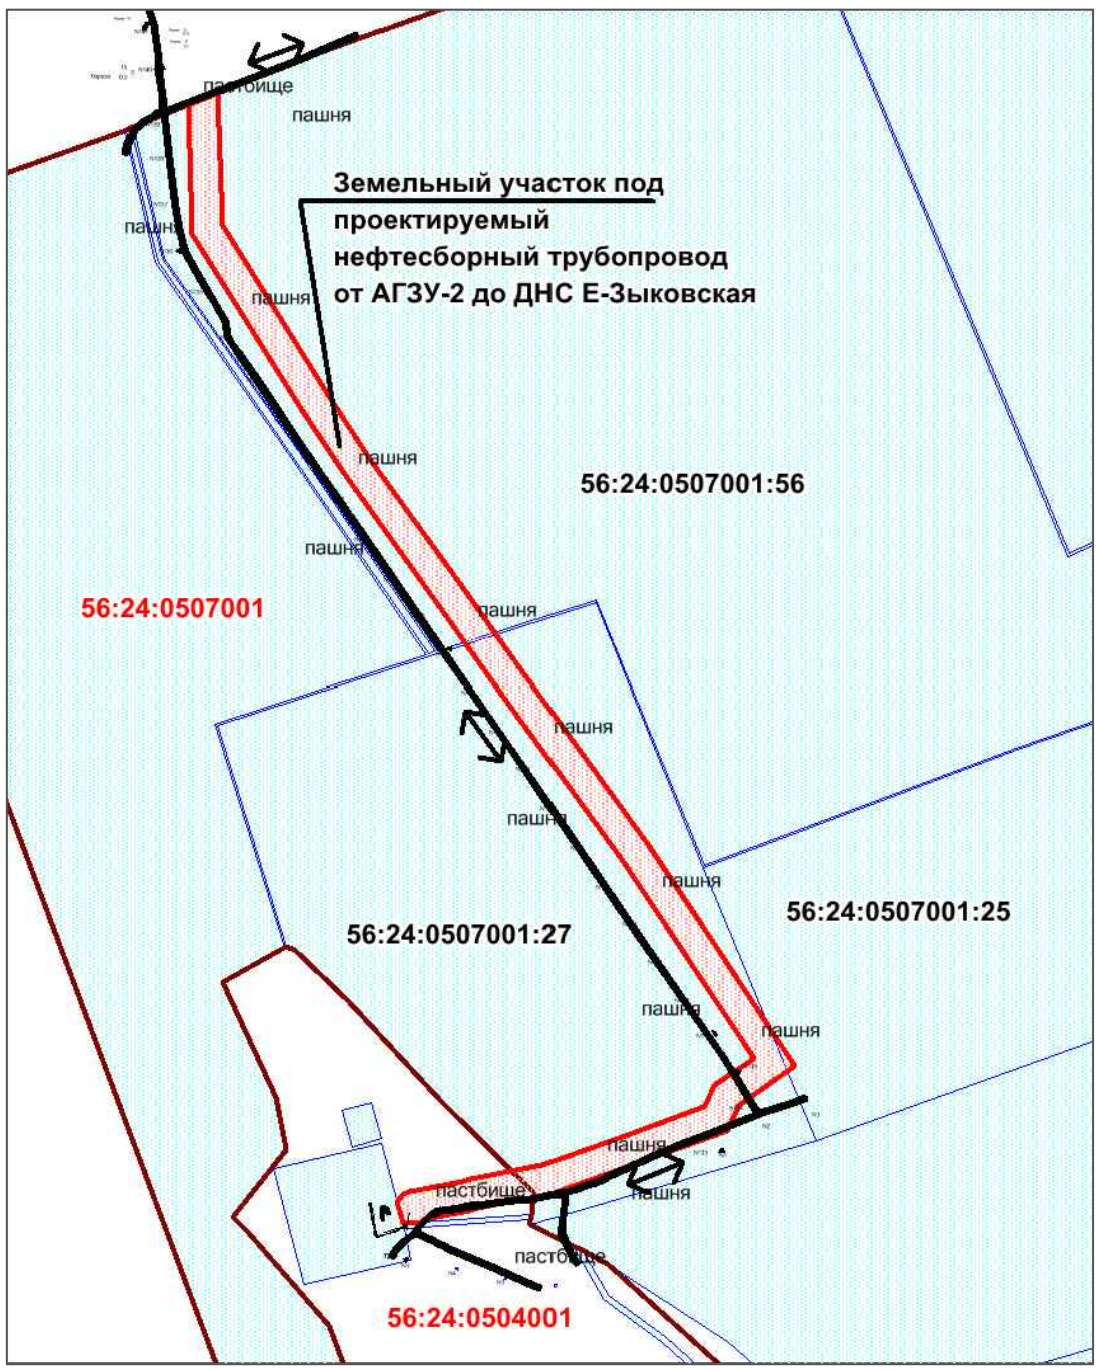 пастбище
пашня
Земельный участок под
проектируемый
нефтесборный трубопровод
от АГЗУ-2 до ДНС Е-Зыковская
пашня
пашня
пашня
56:24:0507001:56
пашня
56:24:0507001
пашня
пашня
пашня
пашня
56:24:0507001:25
56:24:0507001:27
пашня
пашня
пашня
пастбище
пашня
пастбище
56:24:0504001